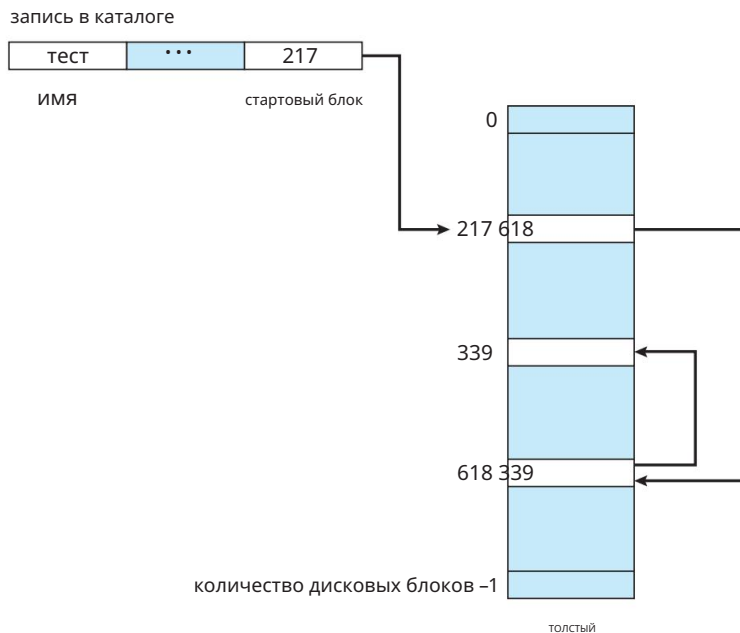 запись в каталоге
тест ... 217
имя стартовый блок
0
217 618
339
618 339
количество дисковых блоков –1
толстый